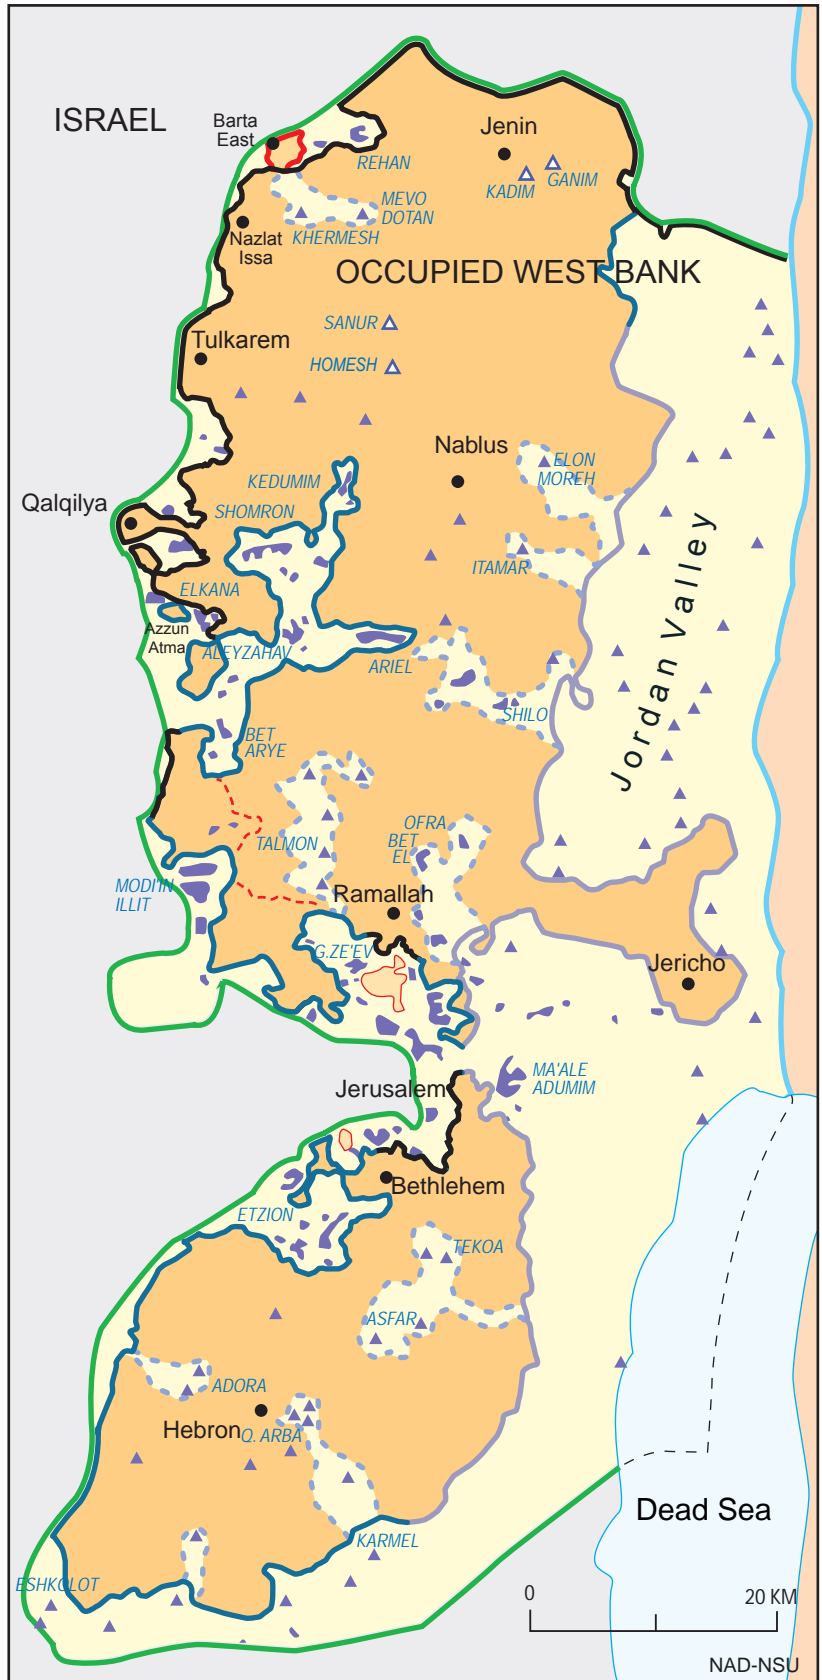 ISRAEL
Barta
East
Jenin
REHAN
KADIM
GANIM
MEVO
DOTAN
KHERMESH
Nazlat
Issa
OCCUPIED WEST BANK
SANUR
Tulkarem
HOMESH
Nablus
ELON
MOREH
KEDUMIM
Qalqilya
SHOMRON
ITAMAR
ELKANA
Azzun
Atma
ALEYZAHAV
ARIEL
Jordan Valley
SHILO
BET
ARYE
OFRA
BET
EL
TALMON
MODI'IN
ILLIT
Ramallah
G.ZE'EV
Jericho
MA'ALE
ADUMIM
Jerusalem
Bethlehem
ETZION
TEKOA
ASFAR
ADORA
Hebron
Q. ARBA
Dead Sea
KARMEL
ESHKOLOT
0
20 KM
NAD-NSU